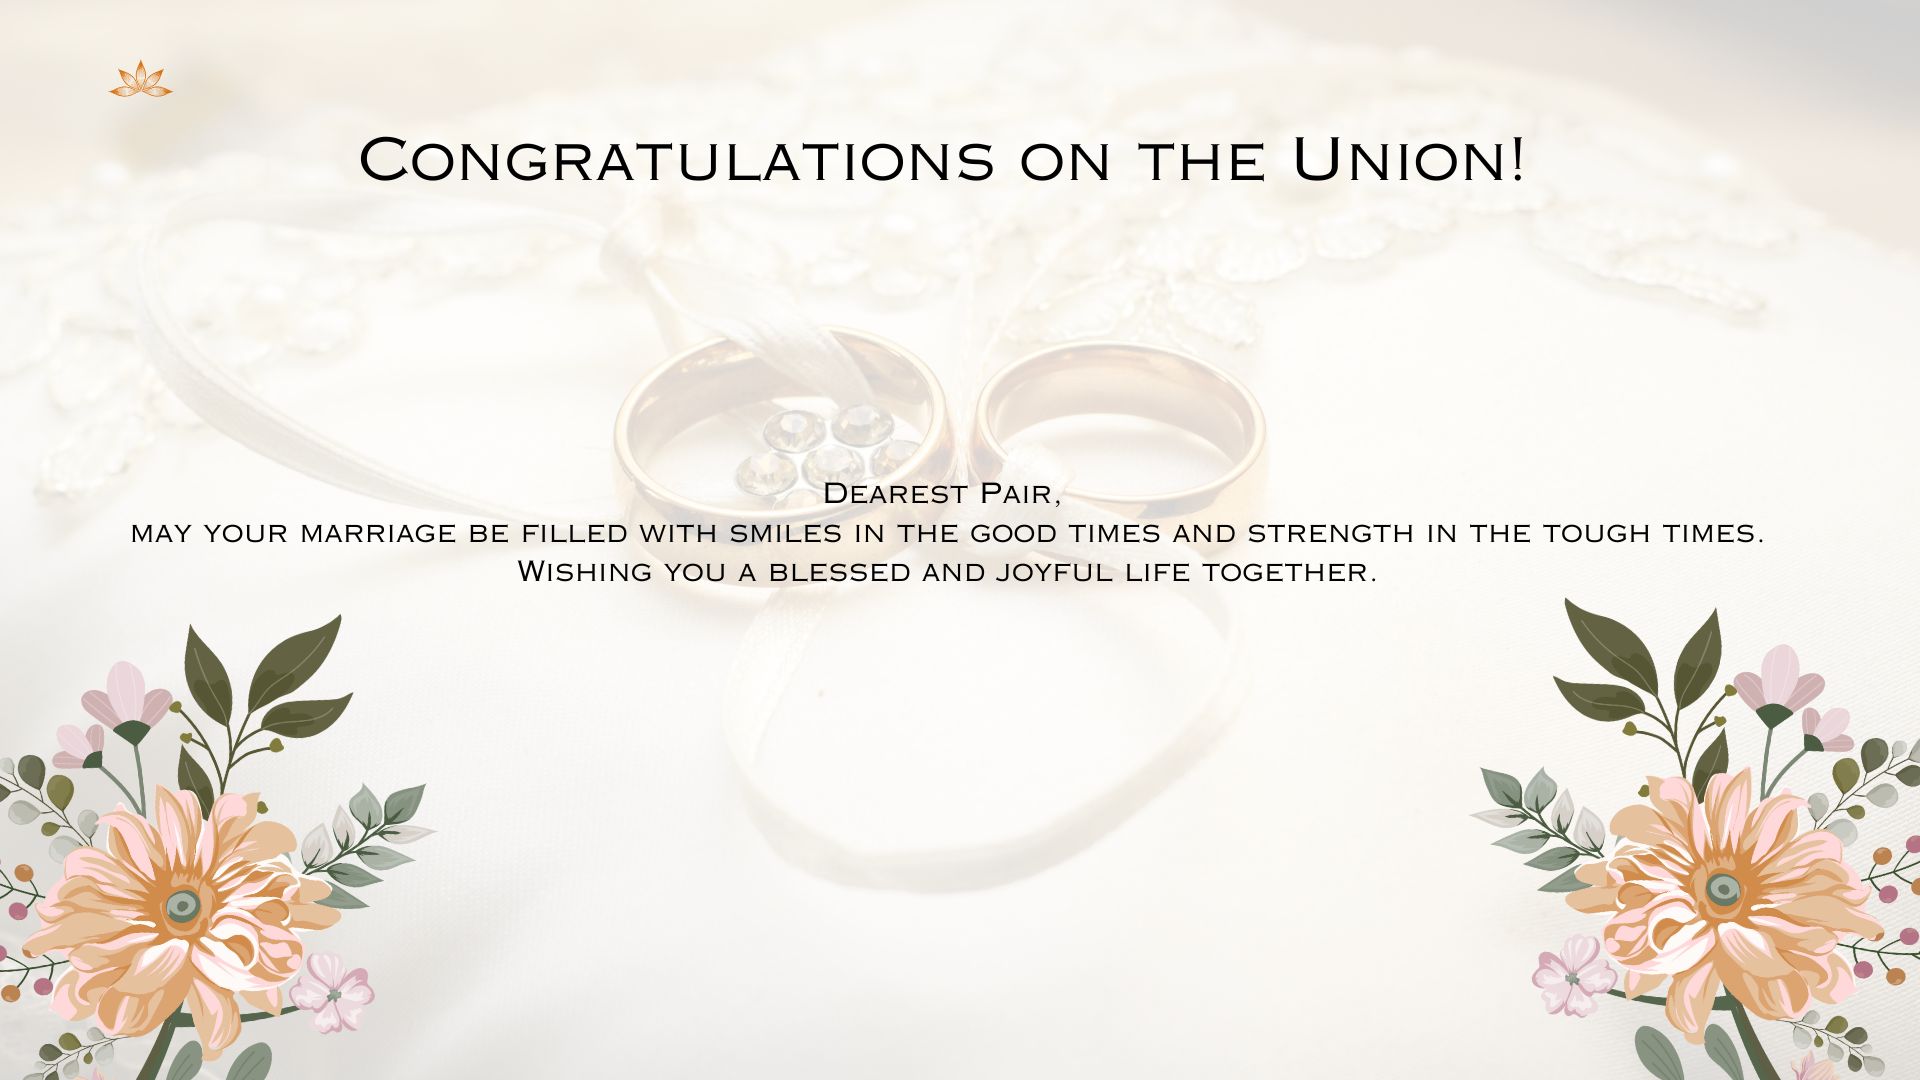 Congratulations on the Union!
Dearest Pair,
may your marriage be filled with smiles in the good times and strength in the tough times.
Wishing you a blessed and joyful life together.